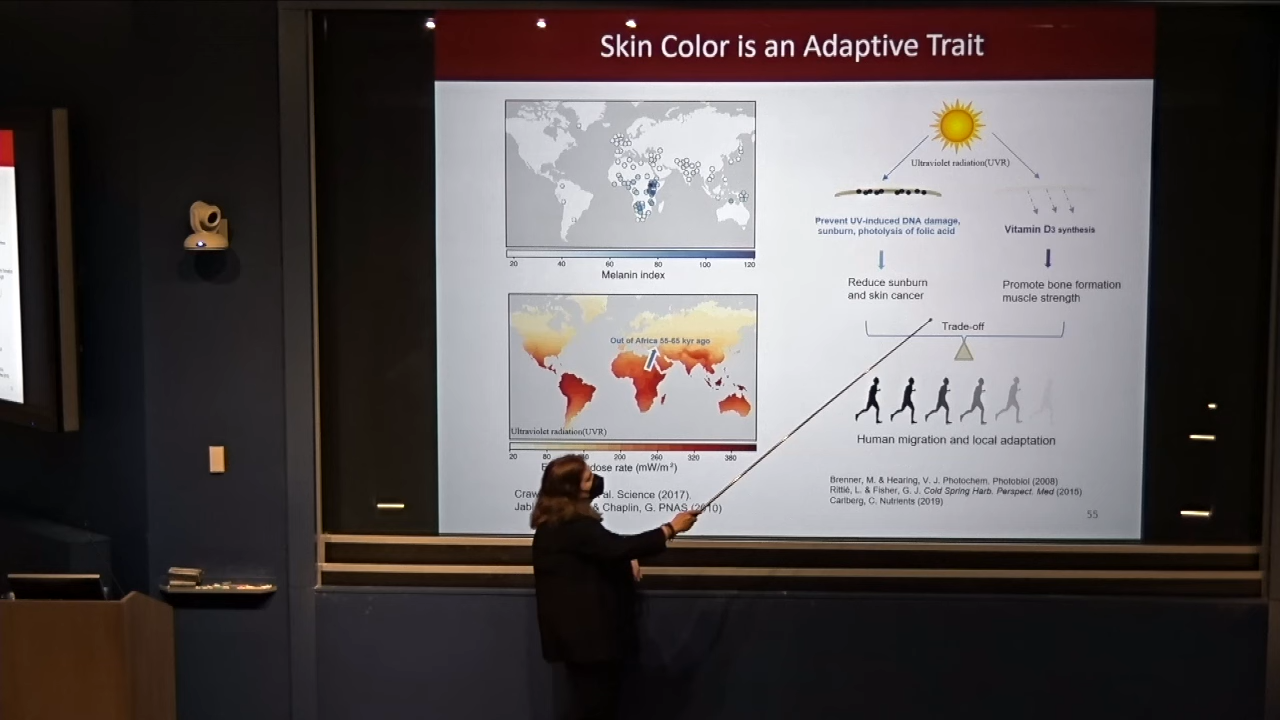 Skin Color is an Adaptive Trait
20 40 60 80 100 120
Melanin index
Out of Africa 55-65 kyr ago
Ultraviolet radiation(UVR)
20 80 200 260 320 380
dose rate (mW/m²)
al. Science (2017).
& Chaplin, G. PNAS (2010)
Ultraviolet radiation(UVR)
Prevent UV-induced DNA damage,
sunburn, photolysis of folic acid
Vitamin D3 synthesis
Reduce sunburn
and skin cancer
Promote bone formation
muscle strength
Trade-off
Human migration and local adaptation
Brenner, M. & Hearing, V. J. Photochem. Photobiol (2008)
Rittié, L. & Fisher, G. J. Cold Spring Harb. Perspect. Med (2015)
Carlberg, C. Nutrients (2019)
55